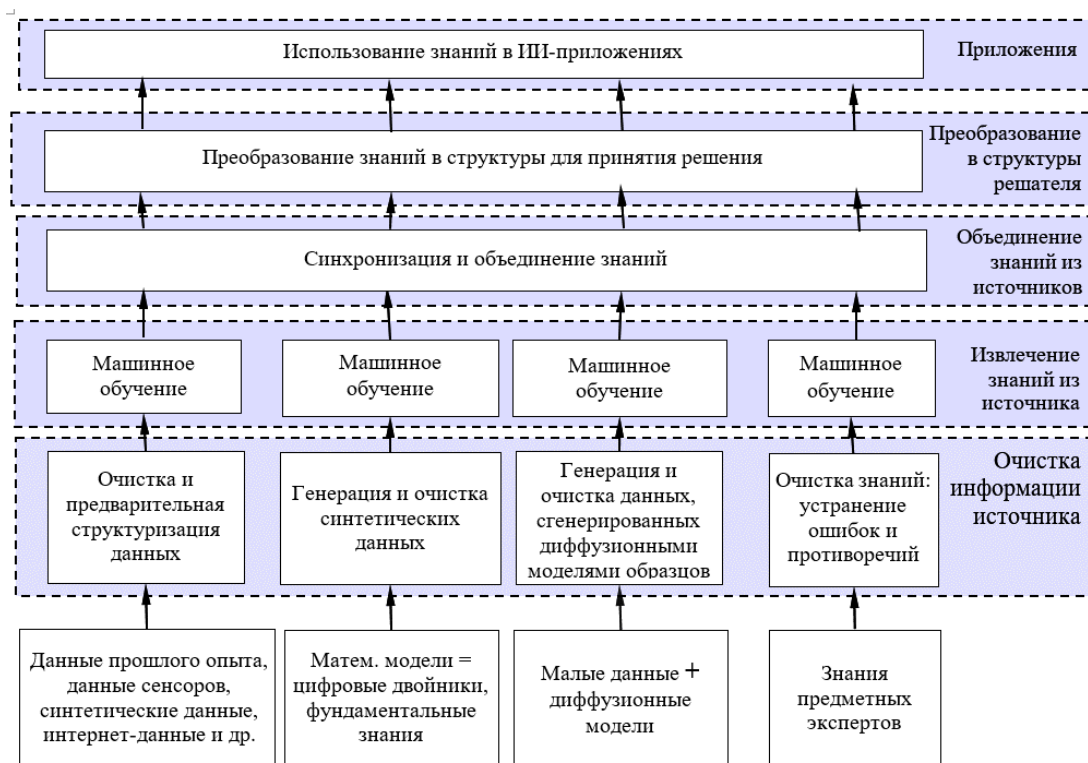 Использование знаний в ИИ-приложениях
Приложения
Преобразование знаний в структуры для принятия решения
Преобразование
в структуры
решателя
Синхронизация и объединение знаний
Объединение
знаний из
источников
Машинное
обучение
Машинное
обучение
Машинное
обучение
Машинное
обучение
Извлечение
знаний из
источника
Очистка и
предварительная
структуризация
данных
Генерация и очистка
синтетических
данных
Генерация и
очистка данных,
сгенерированных
диффузионными
моделями образцов
Очистка знаний:
устранение
ошибок и
противоречий
Очистка
информации
источника
Данные прошлого опыта,
данные сенсоров,
синтетические данные,
интернет-данные и др.
Матем. модели =
цифровые двойники,
фундаментальные
знания
Малые данные +
диффузионные
модели
Знания
предметных
экспертов